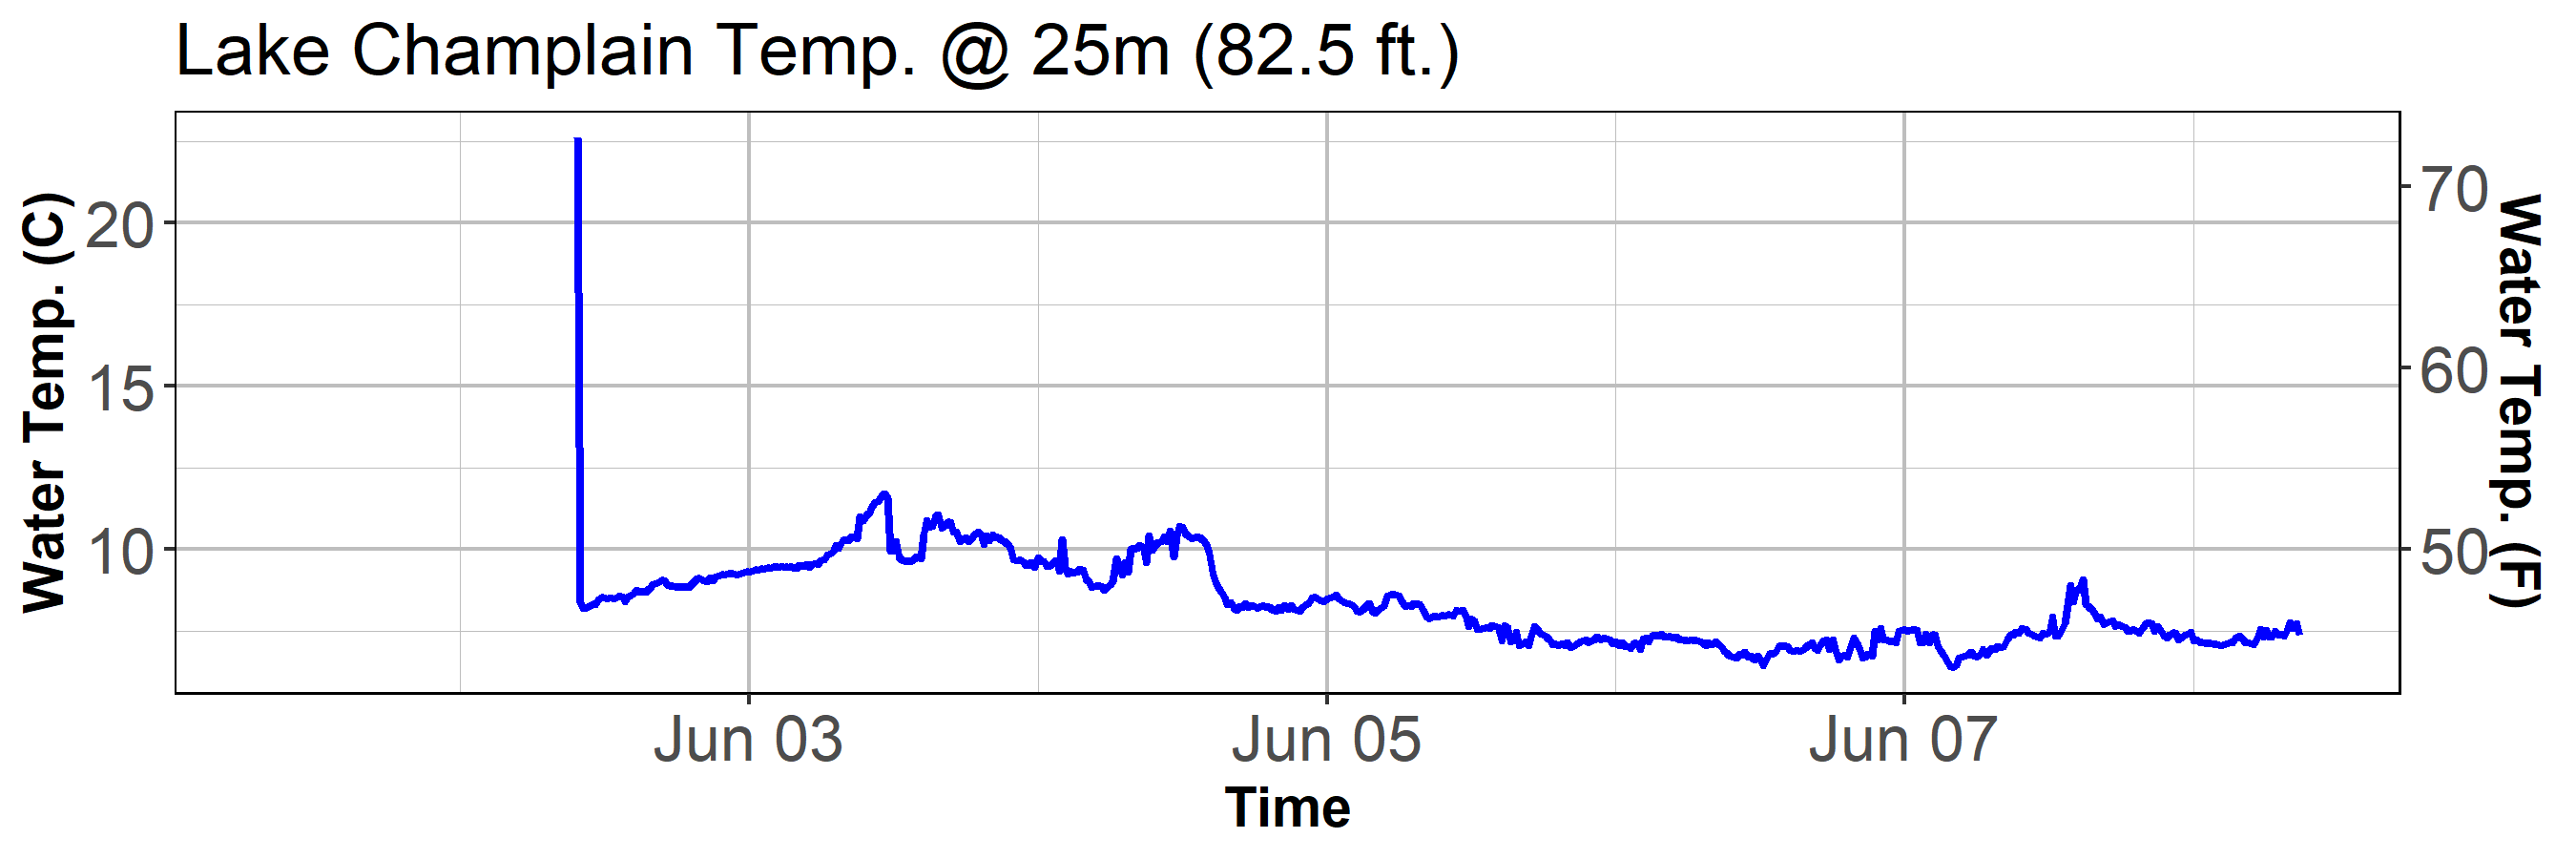 Lake Champlain Temp. @ 25m (82.5 ft.)
Water Temp. (C)
20
15
10
70
60
50
Water Temp. (F)
Jun 03 Jun 05 Jun 07
Time